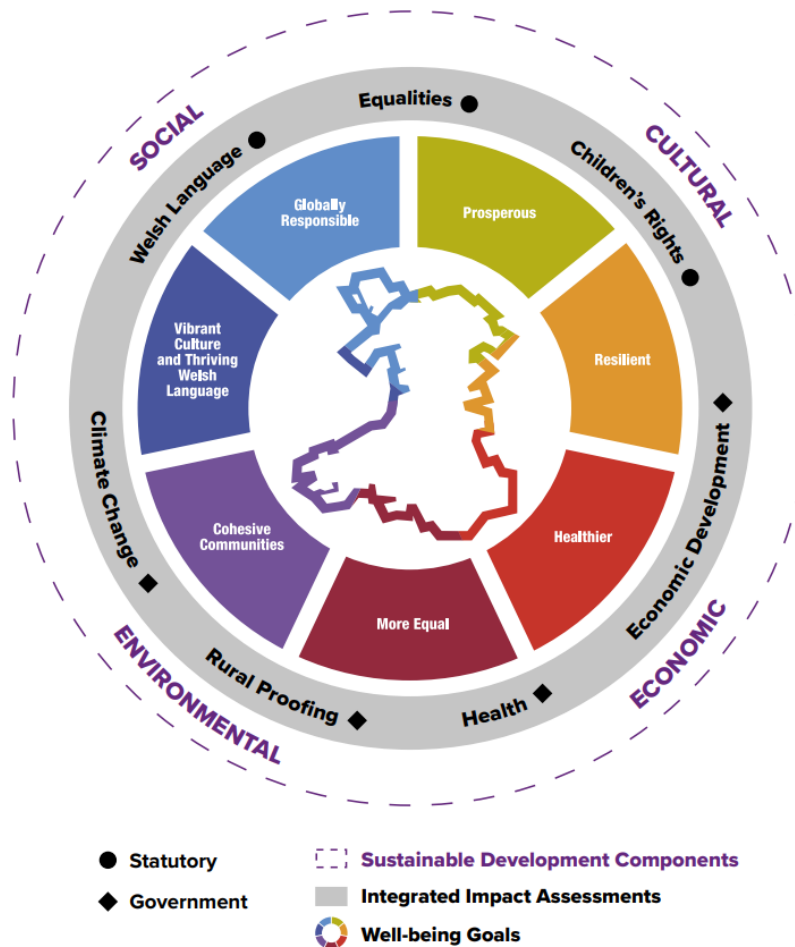 SOCIAL
CULTURAL
Equalities
Welsh Language
Children's Rights
Globally
Responsible
Prosperous
Vibrant
Culture
and Thriving
Welsh
Language
Resilient
Climate Change
Economic Development
Cohesive
Communities
Healthier
More Equal
Rural Proofing
Health
ENVIRONMENTAL
ECONOMIC
Statutory
Sustainable Development Components
Government
Integrated Impact Assessments
Well-being Goals